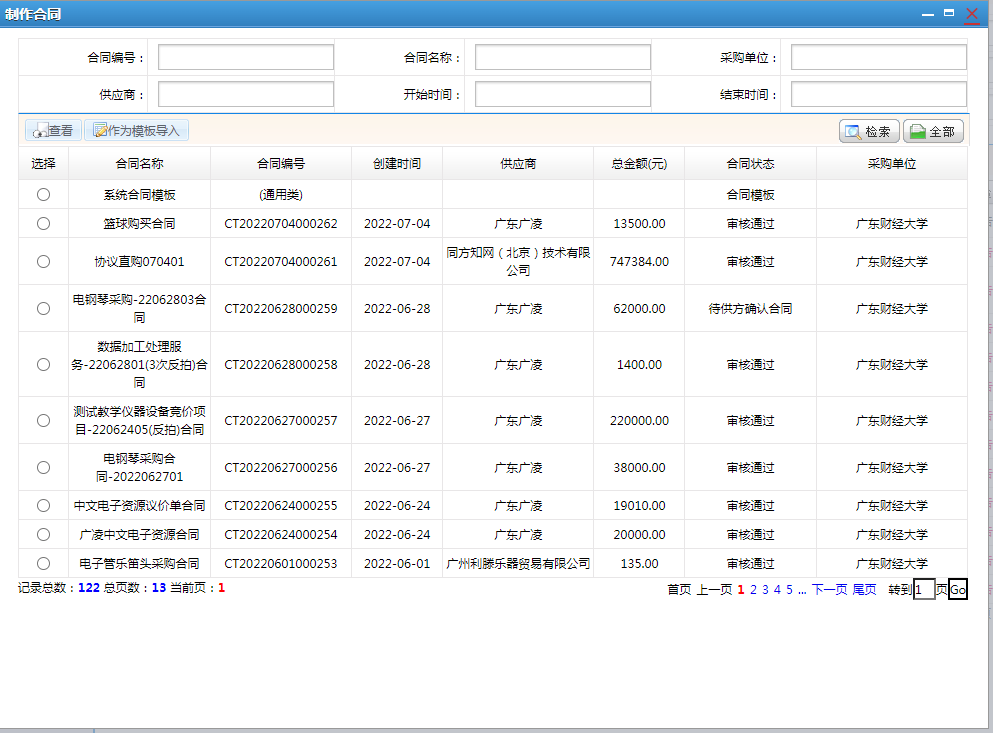 制作合同
合同编号： 合同名称： 采购单位：
供应商： 开始时间： 结束时间：
查看 作为模板导入 检索 全部
选择 合同名称 合同编号 创建时间 供应商 总金额(元) 合同状态 采购单位
系统合同模板 (通用类) 合同模板
篮球购买合同 CT20220704000262 2022-07-04 广东广凌 13500.00 审核通过 广东财经大学
协议直购070401 CT20220704000261 2022-07-04 同方知网（北京）技术有限
公司 747384.00 审核通过 广东财经大学
电钢琴采购-22062803合
同 CT20220628000259 2022-06-28 广东广凌 62000.00 待供方确认合同 广东财经大学
数据加工处理服
务-22062801(3次反拍)合
同 CT20220628000258 2022-06-28 广东广凌 1400.00 审核通过 广东财经大学
测试教学仪器设备竞价项
目-22062405(反拍)合同 CT20220627000257 2022-06-27 广东广凌 220000.00 审核通过 广东财经大学
电钢琴采购合
同-2022062701 CT20220627000256 2022-06-27 广东广凌 38000.00 审核通过 广东财经大学
中文电子资源议价单合同 CT20220624000255 2022-06-24 广东广凌 19010.00 审核通过 广东财经大学
广凌中文电子资源合同 CT20220624000254 2022-06-24 广东广凌 20000.00 审核通过 广东财经大学
电子管乐笛头采购合同 CT20220601000253 2022-06-01 广州利滕乐器贸易有限公司 135.00 审核通过 广东财经大学
记录总数：122 总页数：13 当前页：1 首页 上一页 1 2 3 4 5 ... 下一页 尾页 转到 1 页 Go